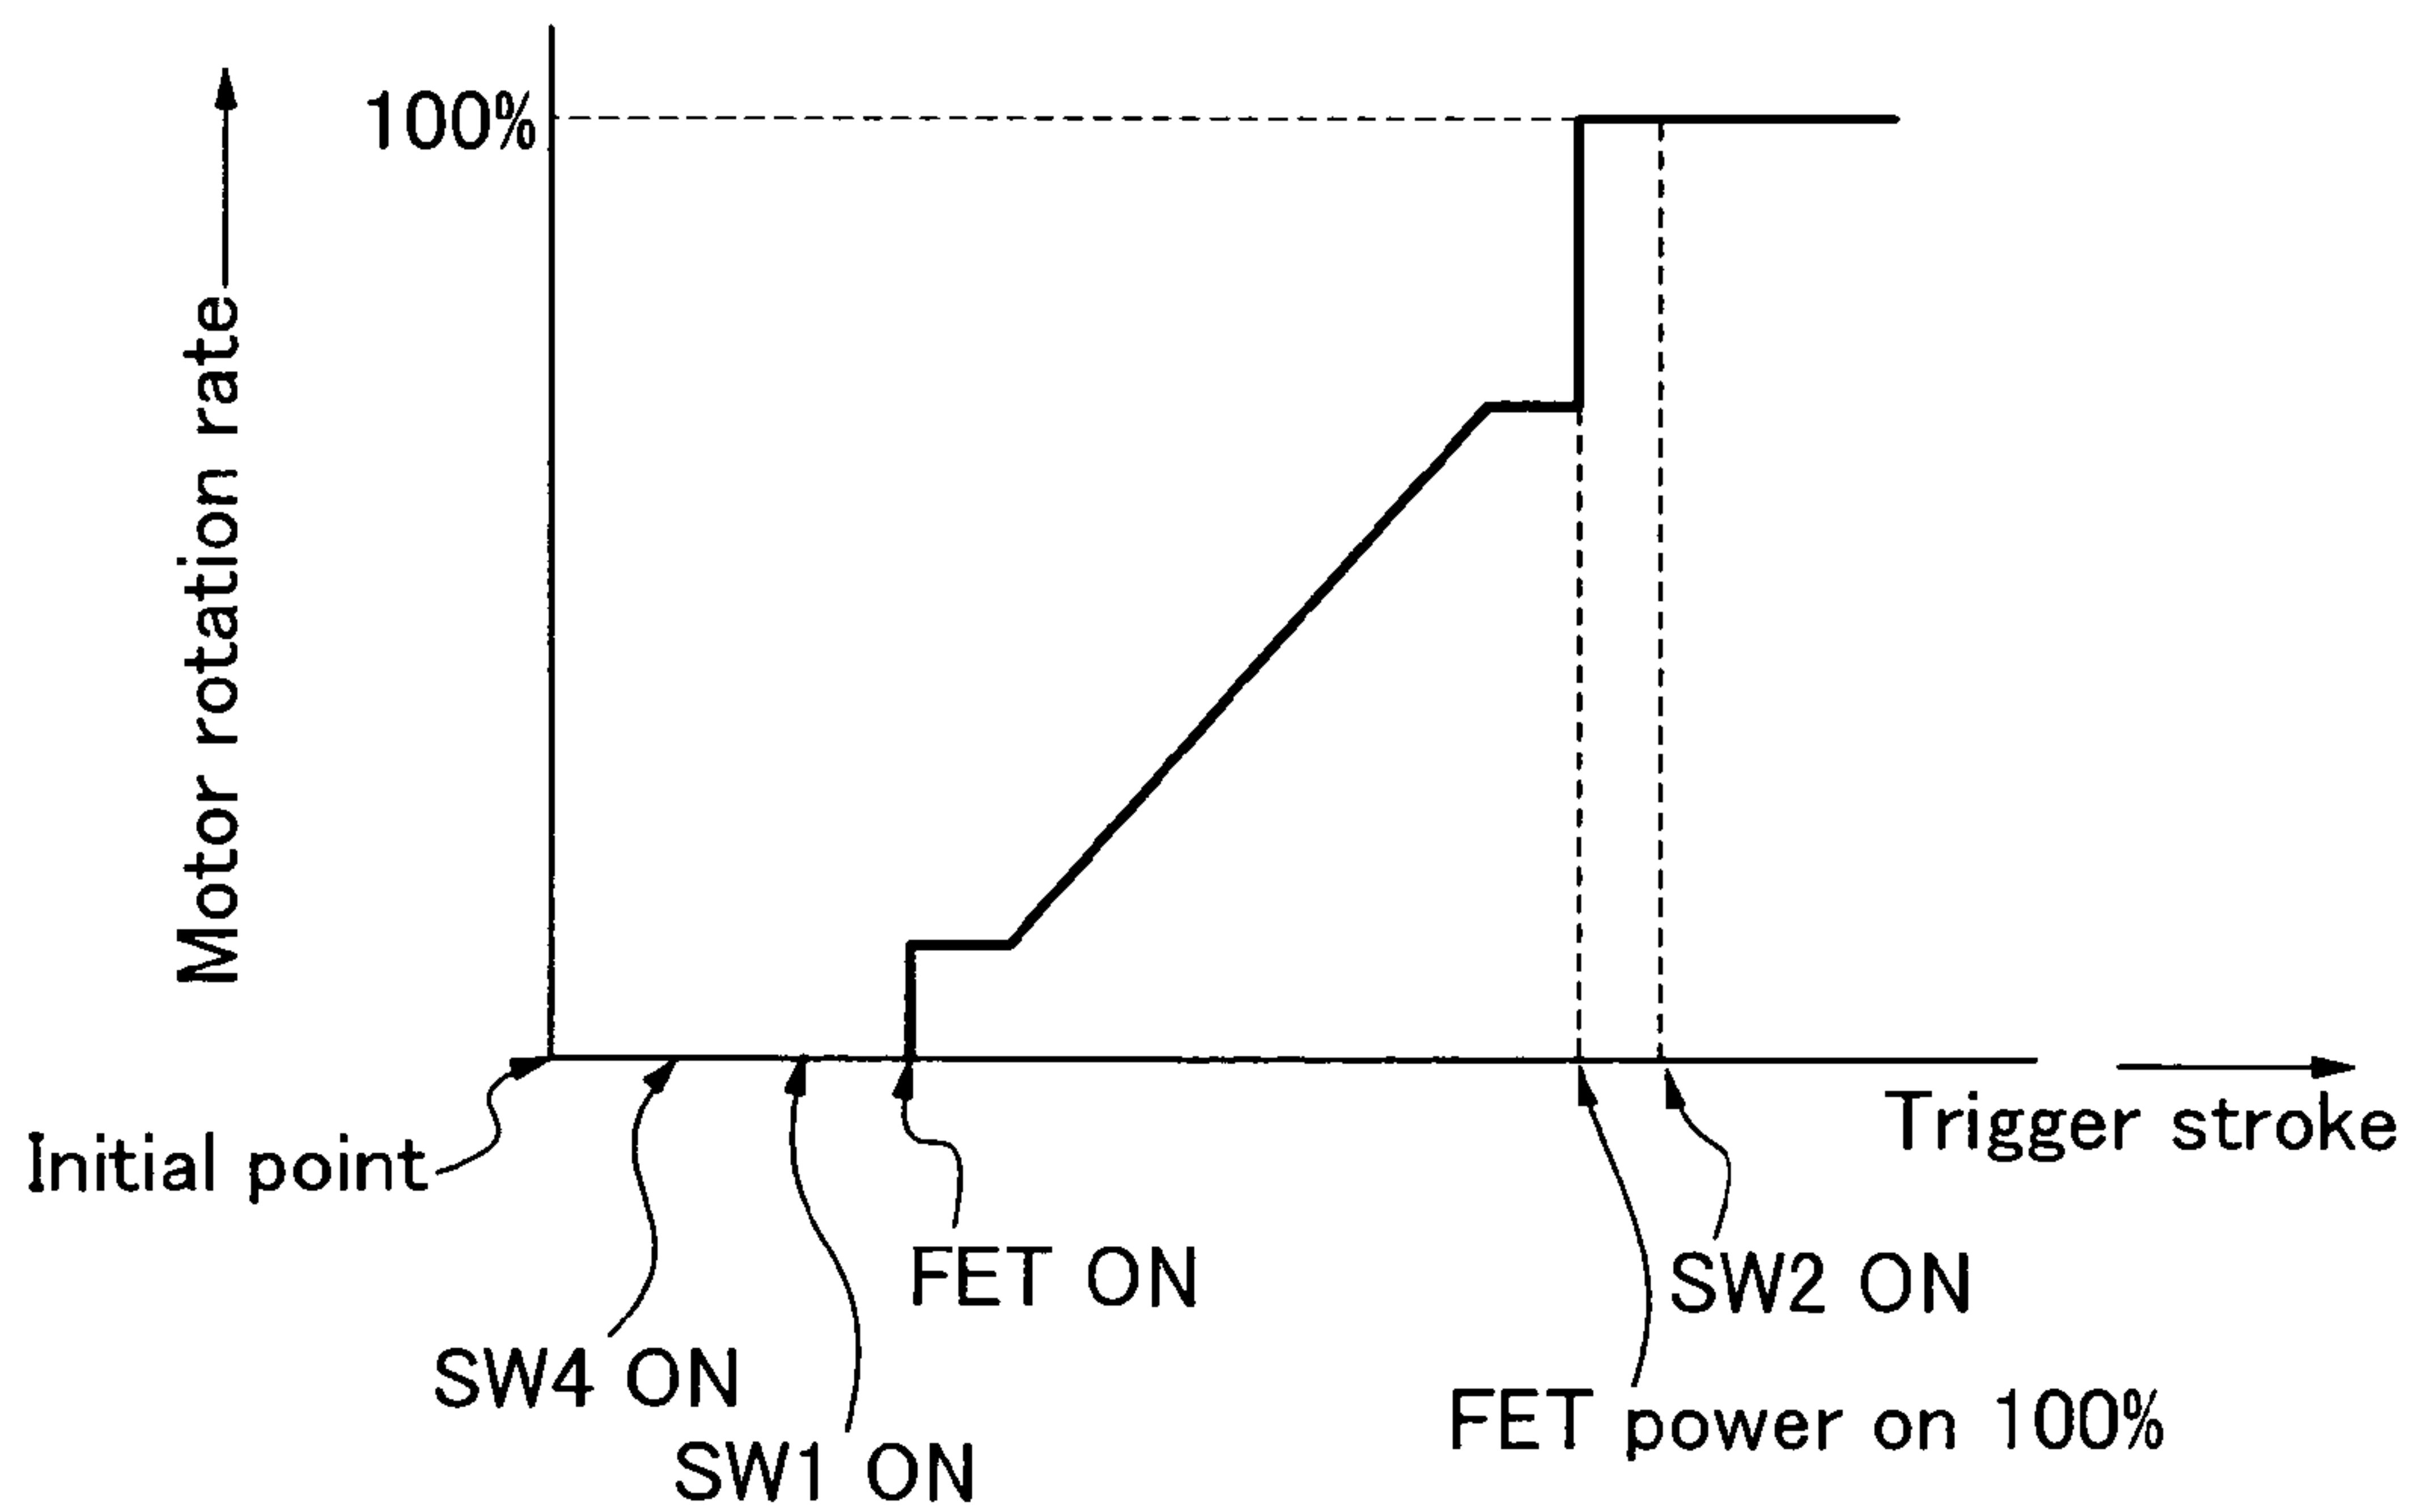 100%
Motor rotation rate
Initial point
Trigger stroke
FET ON
SW2 ON
SW4 ON
FET power on 100%
SW1 ON